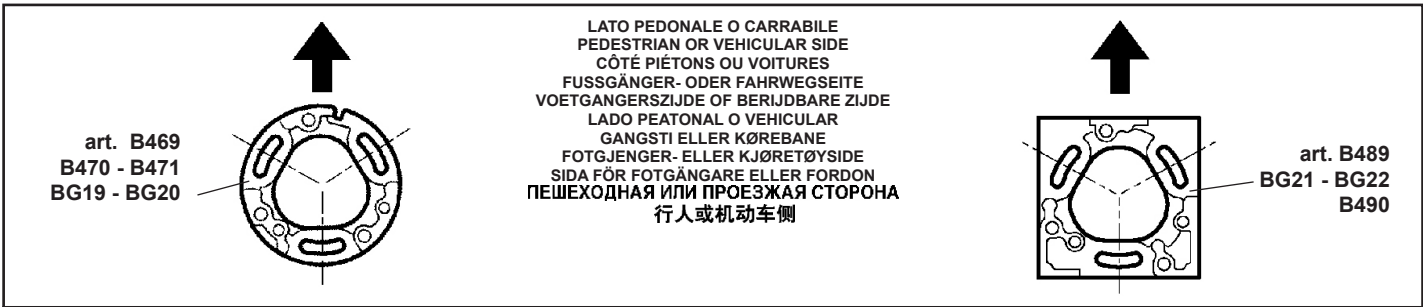 art. B469
B470 - B471
BG19 - BG20
LATO PEDONALE O CARRABILE
PEDESTRIAN OR VEHICULAR SIDE
CÔTÉ PIÉTONS OU VOITURES
FUSSGÄNGER- ODER FAHRWEGSEITE
VOETGANGERSZIJDE OF BERIJDBARE ZIJDE
LADO PEATONAL O VEHICULAR
GANGSTI ELLER KØREBANE
FOTGJENGER- ELLER KJØRETØYSIDE
SIDA FÖR FOTGÄNGARE ELLER FORDON
ПЕШЕХОДНАЯ ИЛИ ПРОЕЗЖАЯ СТОРОНА
行人或机动车侧
art. B489
BG21 - BG22
B490